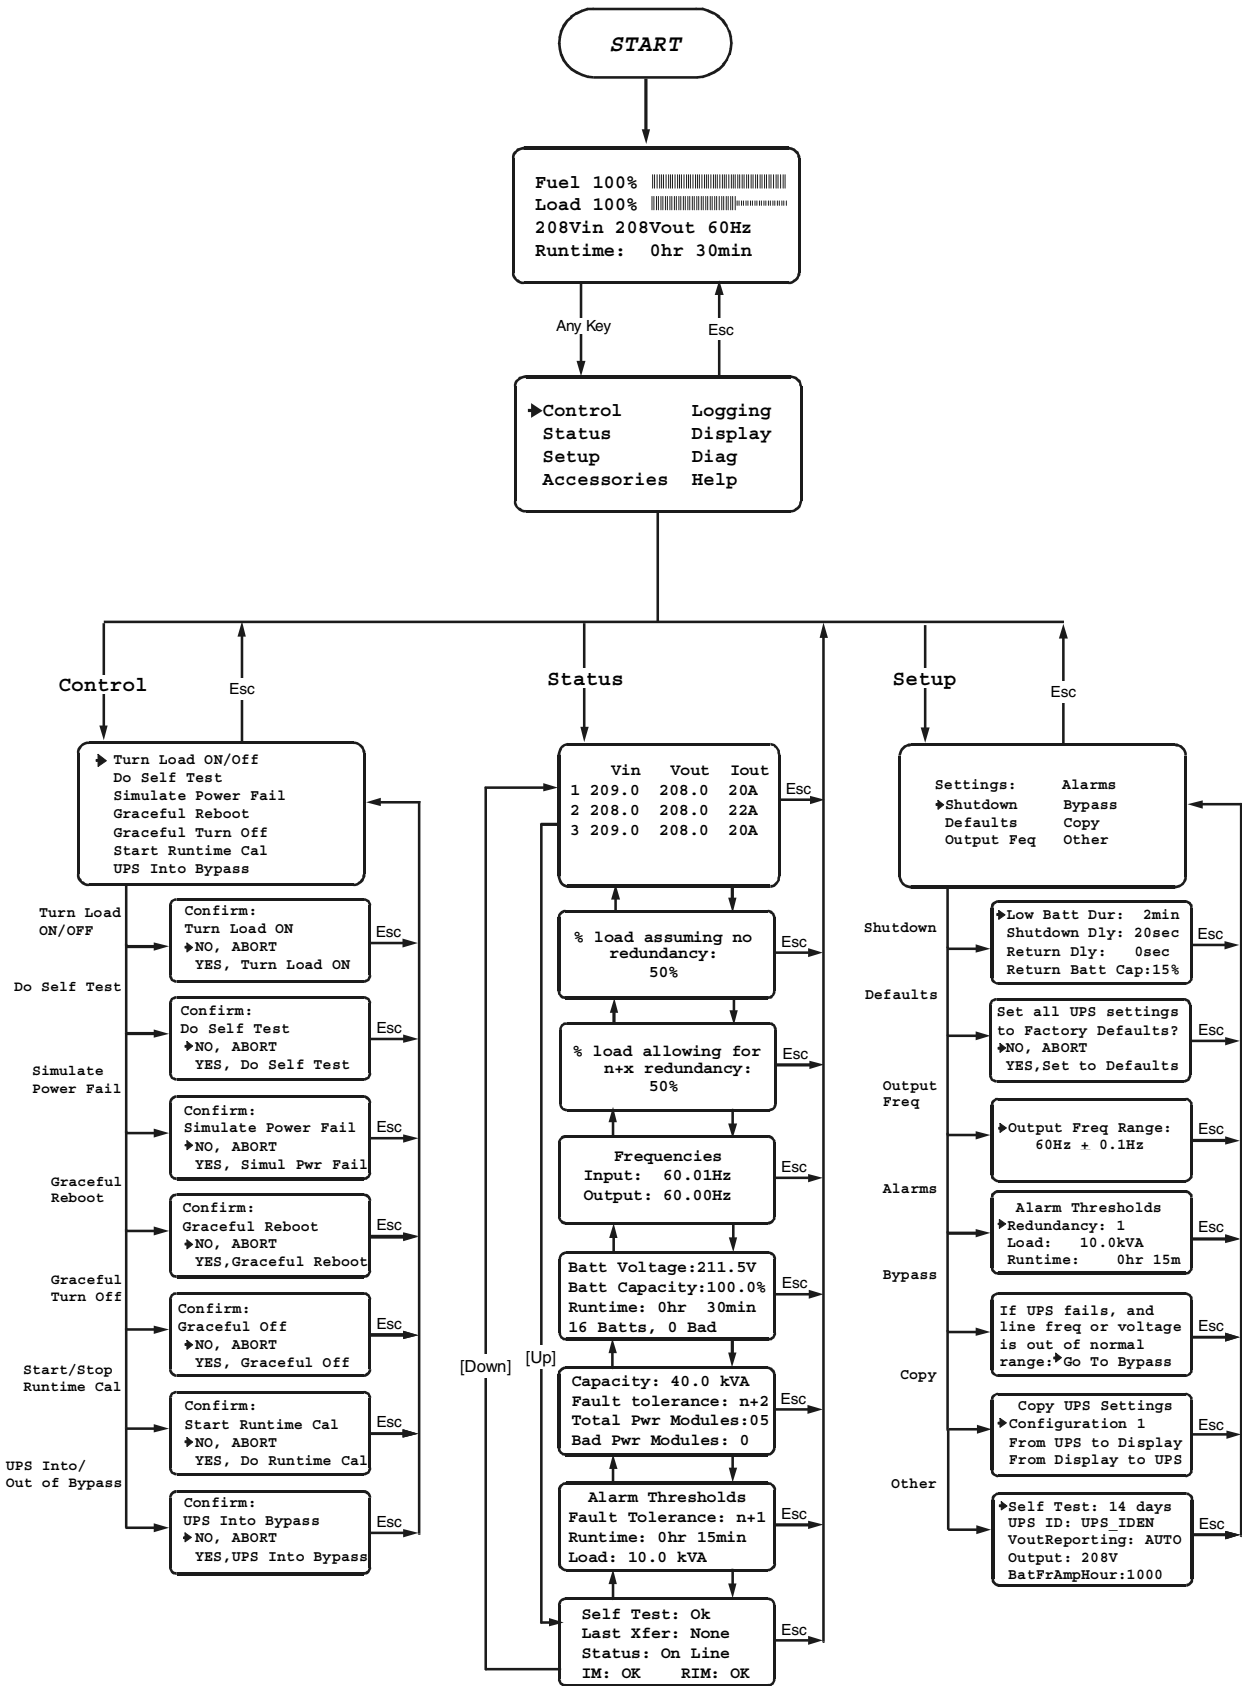 START
Fuel 100%
Load 100%
208Vin 208Vout 60Hz
Runtime: 0hr 30min
Any Key
Esc
Control Logging
Status Display
Setup Diag
Accessories Help
Control
Esc
Turn Load ON/Off
Do Self Test
Simulate Power Fail
Graceful Reboot
Graceful Turn Off
Start Runtime Cal
UPS Into Bypass
Turn Load
ON/OFF
Confirm:
Turn Load ON
NO, ABORT
YES, Turn Load ON
Esc
Do Self Test
Confirm:
Do Self Test
NO, ABORT
YES, Do Self Test
Esc
Simulate
Power Fail
Confirm:
Simulate Power Fail
NO, ABORT
YES, Simul Pwr Fail
Esc
Graceful
Reboot
Confirm:
Graceful Reboot
NO, ABORT
YES,Graceful Reboot
Esc
Graceful
Turn Off
Confirm:
Graceful Off
NO, ABORT
YES, Graceful Off
Esc
Start/Stop
Runtime Cal
Confirm:
Start Runtime Cal
NO, ABORT
YES, Do Runtime Cal
Esc
UPS Into/
Out of Bypass
Confirm:
UPS Into Bypass
NO, ABORT
YES,UPS Into Bypass
Esc
Status
Vin Vout Iout
1 209.0 208.0 20A
2 208.0 208.0 22A
3 209.0 208.0 20A
Esc
% load assuming no
redundancy:
50%
Esc
% load allowing for
n+x redundancy:
50%
Esc
Frequencies
Input: 60.01Hz
Output: 60.00Hz
Esc
Batt Voltage:211.5V
Batt Capacity:100.0%
Runtime: 0hr 30min
16 Batts, 0 Bad
Esc
[Down]
[Up]
Capacity: 40.0 kVA
Fault tolerance: n+2
Total Pwr Modules:05
Bad Pwr Modules: 0
Esc
Alarm Thresholds
Fault Tolerance: n+1
Runtime: 0hr 15min
Load: 10.0 kVA
Esc
Self Test: Ok
Last Xfer: None
Status: On Line
IM: OK RIM: OK
Esc
Setup
Esc
Settings: Alarms
Shutdown Bypass
Defaults Copy
Output Feq Other
Shutdown
Low Batt Dur: 2min
Shutdown Dly: 20sec
Return Dly: 0sec
Return Batt Cap:15%
Esc
Defaults
Set all UPS settings
to Factory Defaults?
NO, ABORT
YES,Set to Defaults
Esc
Output
Freq
Output Freq Range:
60Hz ± 0.1Hz
Esc
Alarms
Alarm Thresholds
Redundancy: 1
Load: 10.0kVA
Runtime: 0hr 15m
Esc
Bypass
If UPS fails, and
line freq or voltage
is out of normal
range: Go To Bypass
Esc
Copy
Copy UPS Settings
Configuration 1
From UPS to Display
From Display to UPS
Esc
Other
Self Test: 14 days
UPS ID: UPS_IDEN
VoutReporting: AUTO
Output: 208V
BatFrAmpHour:1000
Esc